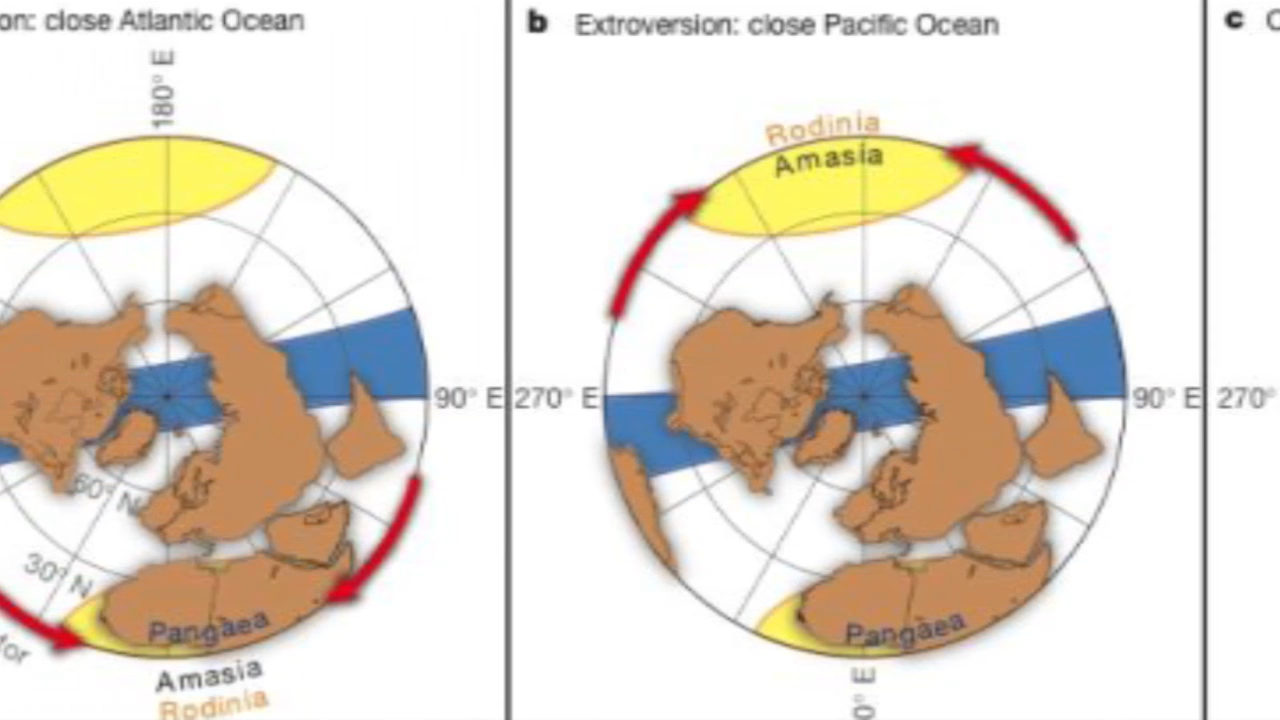 on: close Atlantic Ocean
180° E
90° E
60° N
30° N
Pangaea
Amasia
Rodinia
b Extroversion: close Pacific Ocean
Rodinia
Amasia
270° E
90° E
Pangaea
0° E
c
270°